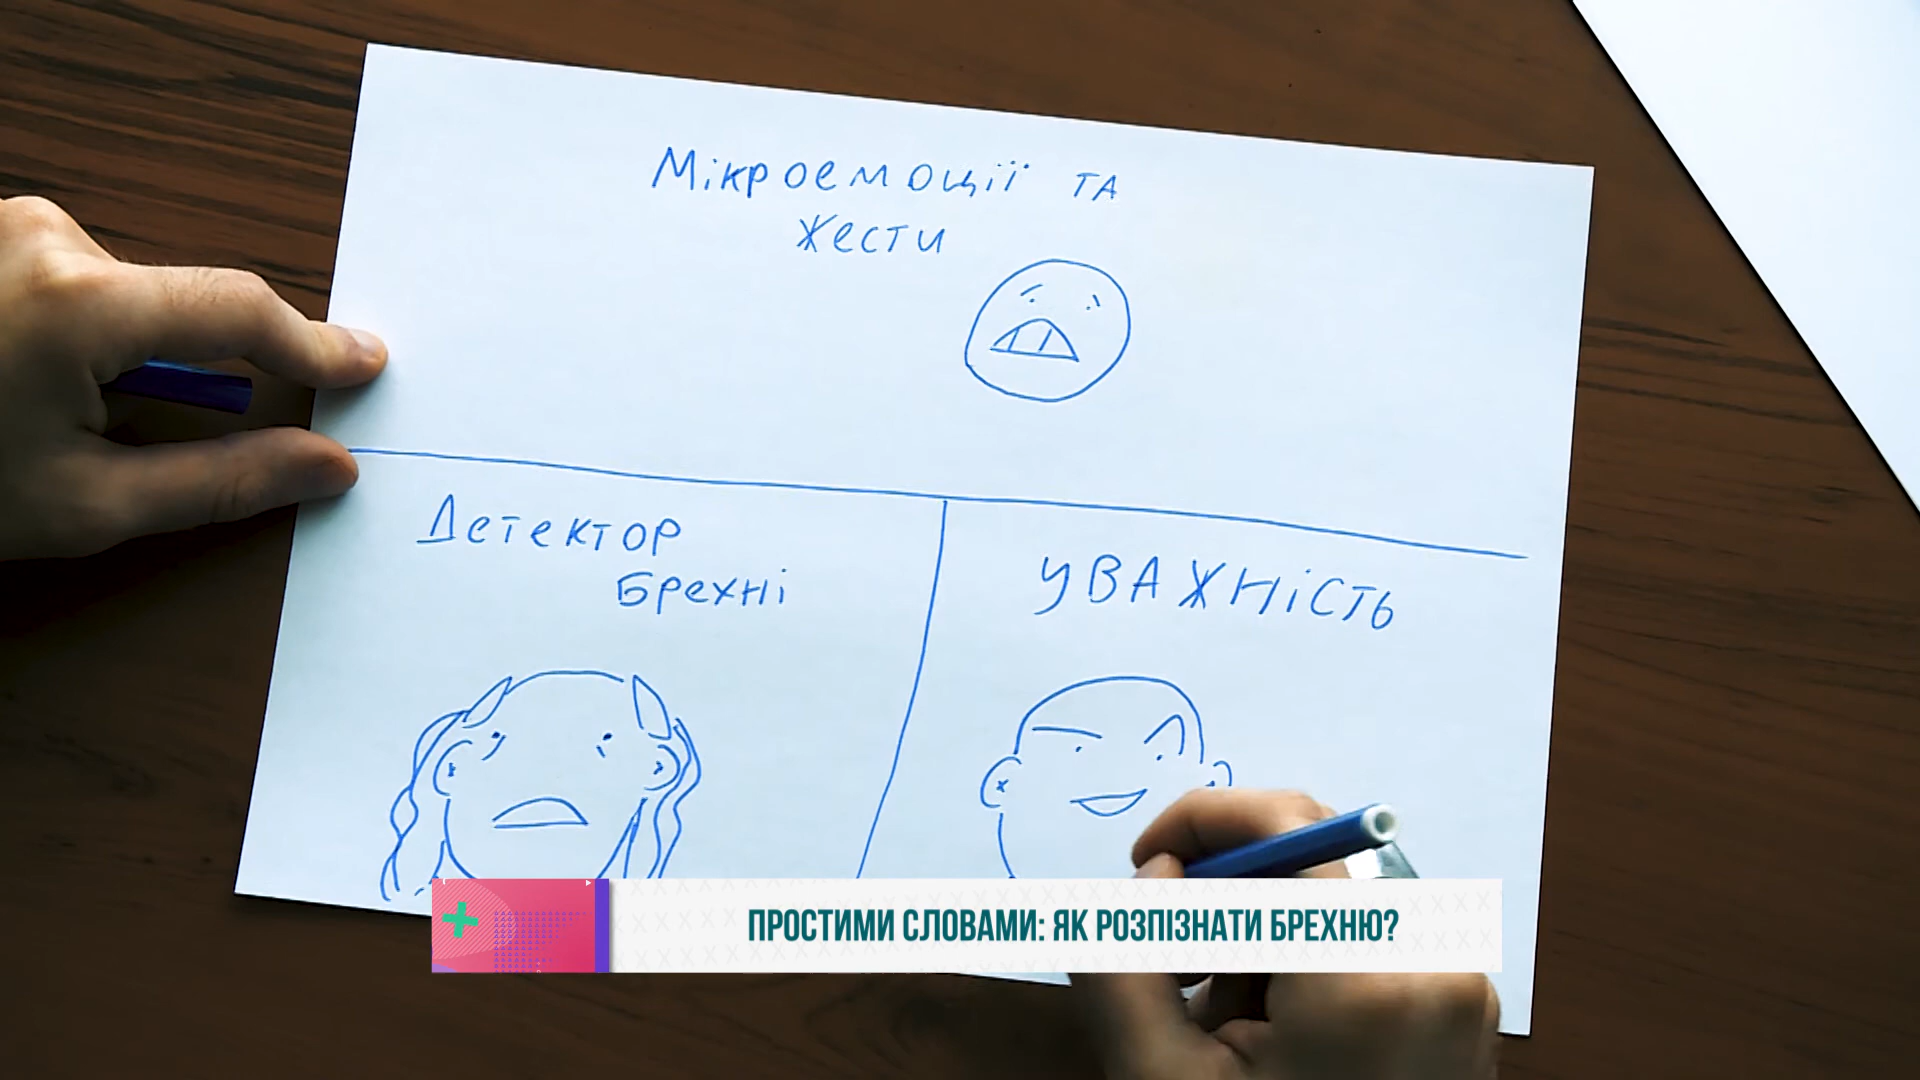 Мікроемоції та
жести
Детектор
Брехні
УВАЖНІСТЬ
ПРОСТИМИ СЛОВАМИ: ЯК РОЗПІЗНАТИ БРЕХНЮ?